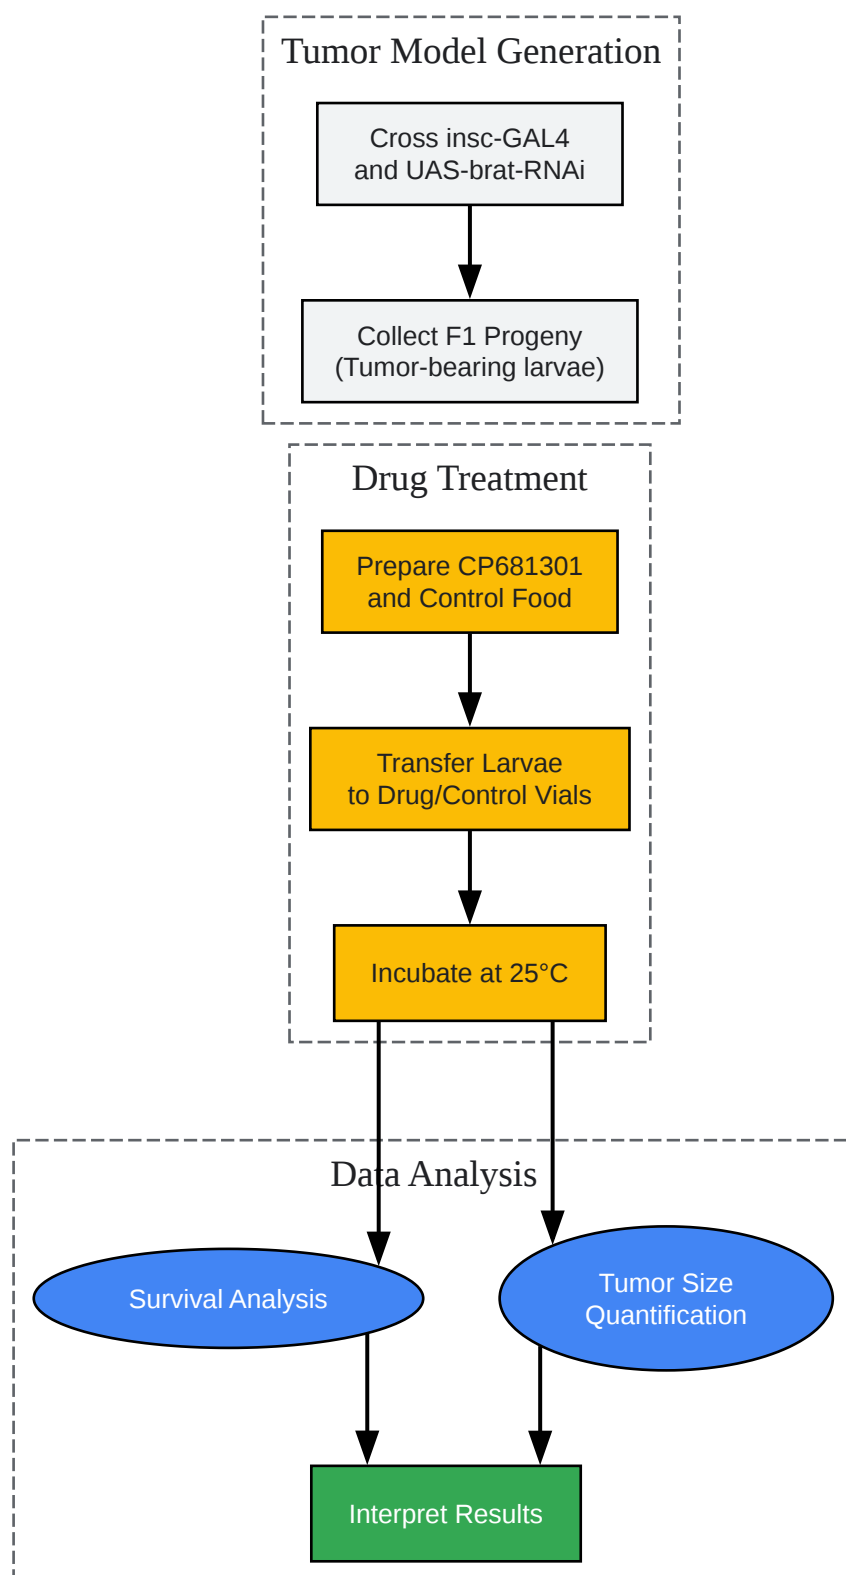 Tumor Model Generation
Cross insc-GAL4
and UAS-brat-RNAi
Collect F1 Progeny
(Tumor-bearing larvae)
Drug Treatment
Prepare CP681301
and Control Food
Transfer Larvae
to Drug/Control Vials
Incubate at 25°C
Data Analysis
Survival Analysis
Tumor Size
Quantification
Interpret Results